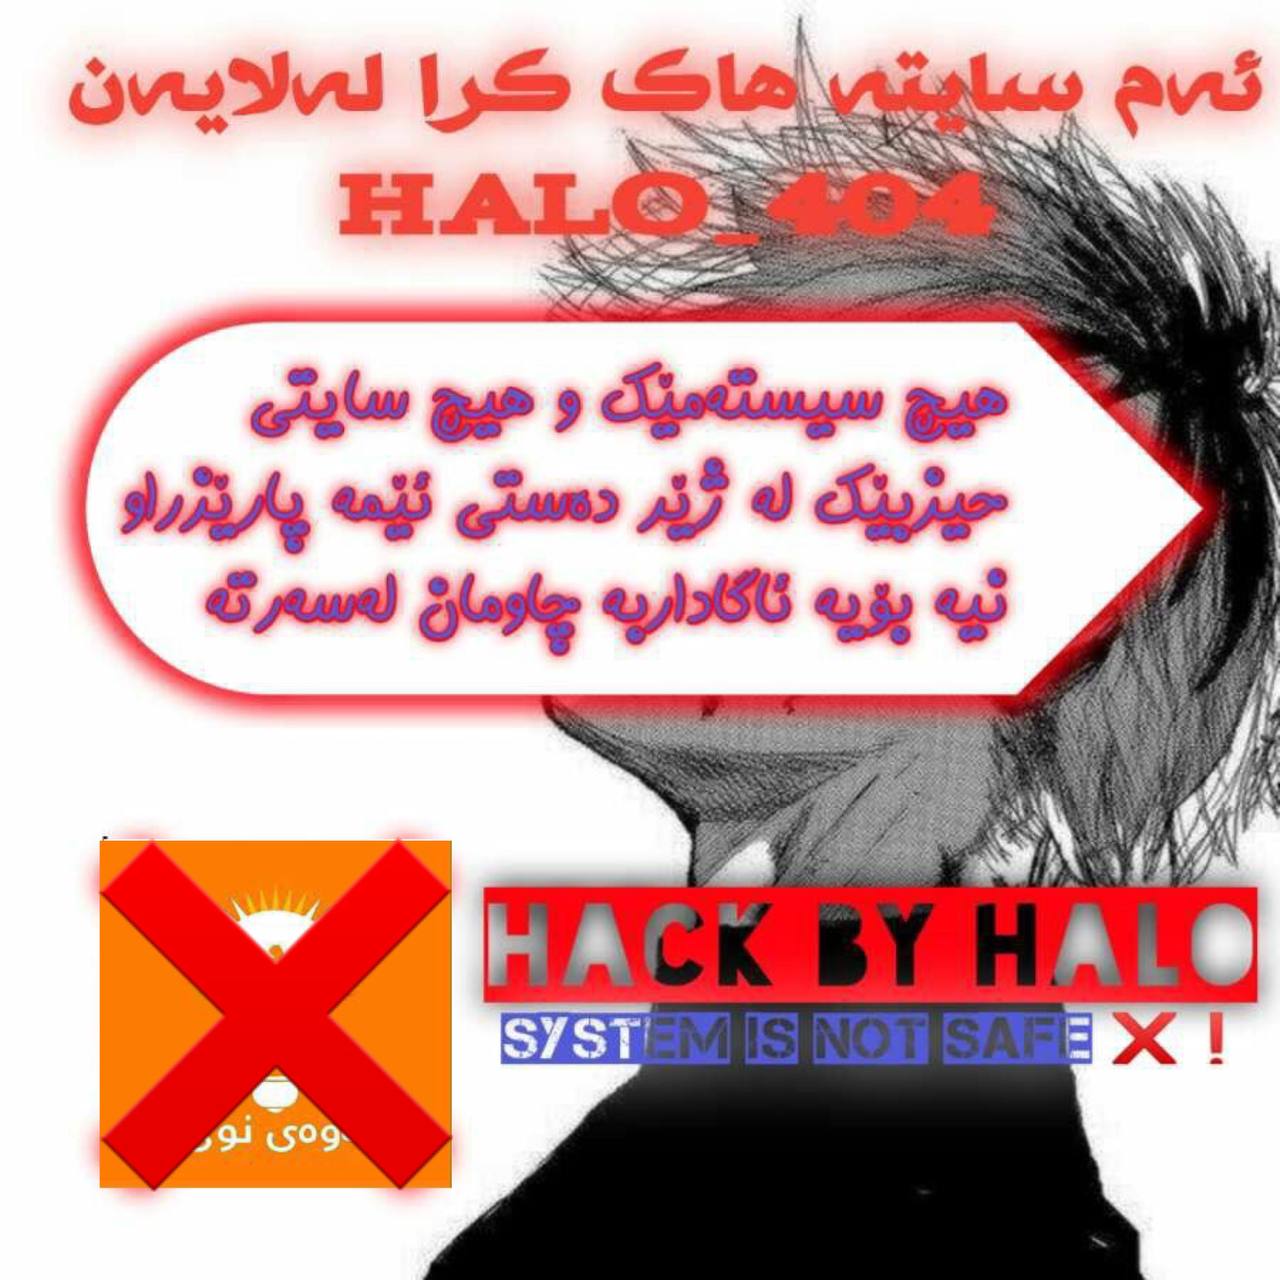 ئەم سایتە هاک کرا لەلایەن
HALO_404
هیچ سیستەمێک و هیچ سایتی
حیزبێک لە ژێر دەستی ئێمە پارێزراو
نیە بۆیە ئاگاداربە چاومان لەسەرتە
HACK BY HALO
SYSTEM IS NOT SAFE ❌❗